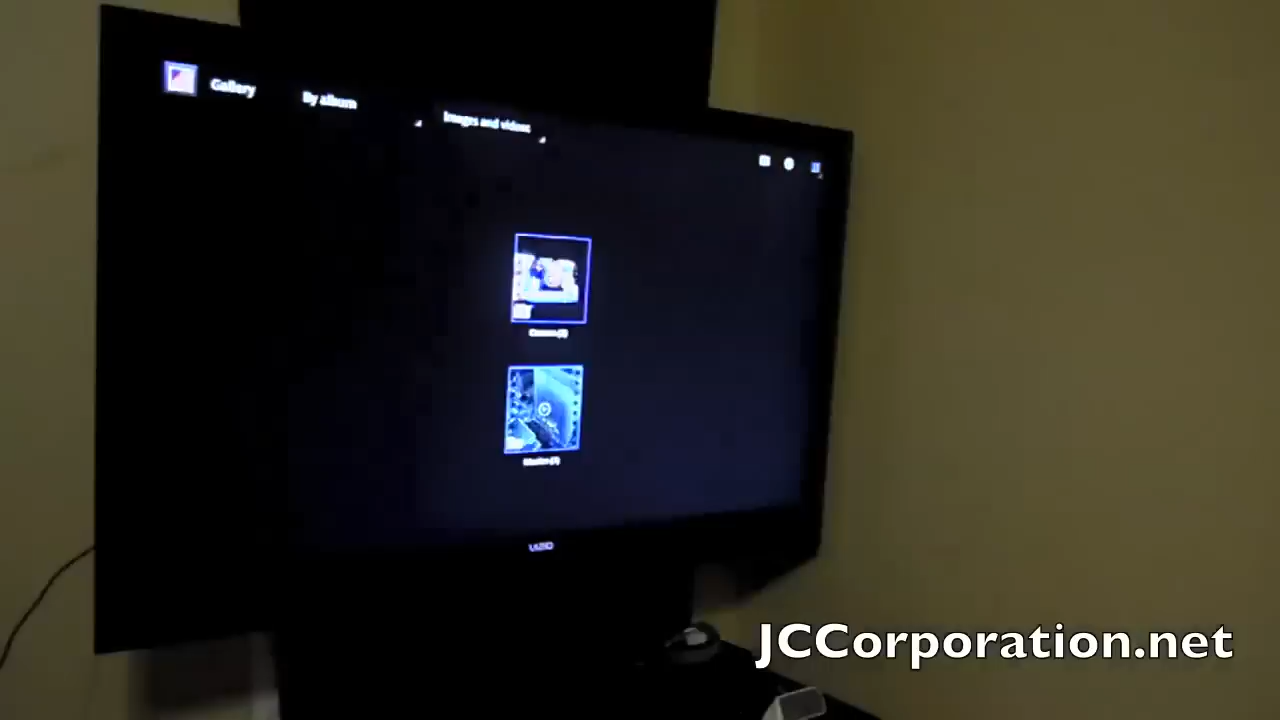 Gallery
By album
Images and videos
VIZIO
JCCorporation.net